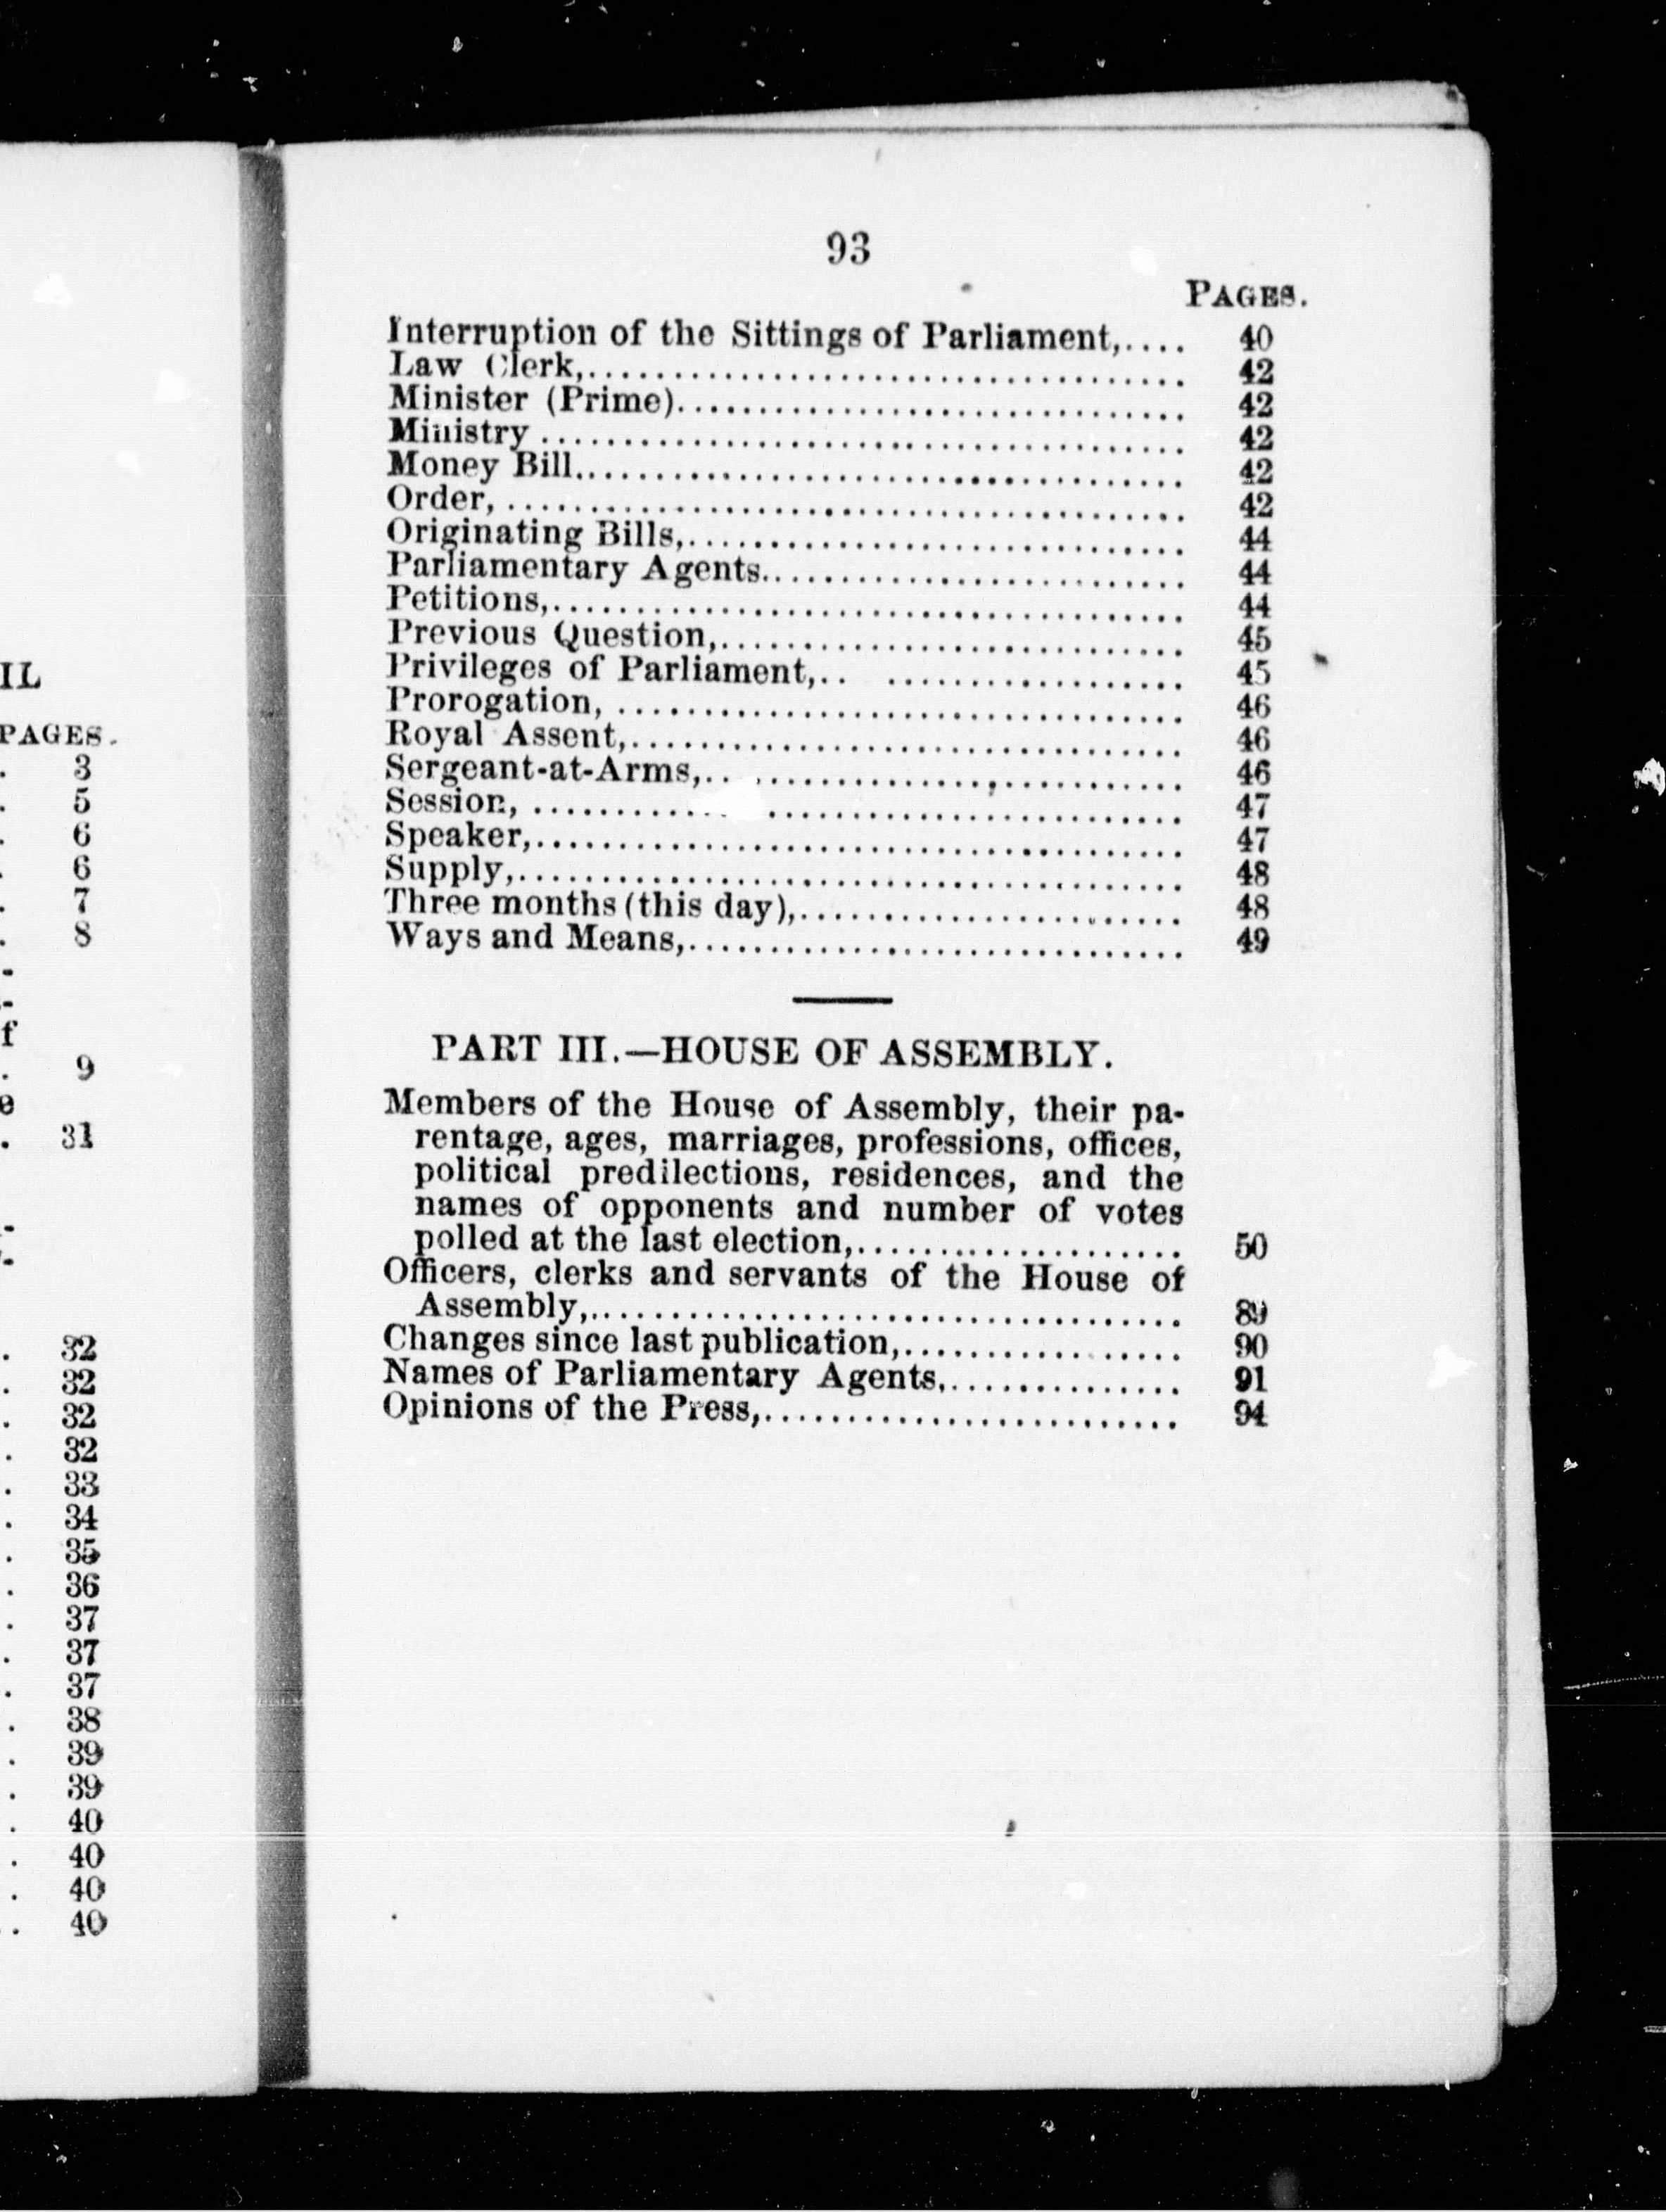 IL
PAGES.
. 3
. 5
. 6
. 6
. 7
. 8
-
-
f
. 9
e
. 31
-
-
. 32
. 32
. 32
. 32
. 33
. 34
. 35
. 36
. 37
. 37
. 37
. 38
. 39
. 39
. 40
. 40
. 40
. . 40
93
PAGES.
Interruption of the Sittings of Parliament,.... 40
Law Clerk,.................................... 42
Minister (Prime)............................... 42
Ministry ....................................... 42
Money Bill..................................... 42
Order, ......................................... 42
Originating Bills,.............................. 44
Parliamentary Agents.......................... 44
Petitions,....................................... 44
Previous Question,............................ 45
Privileges of Parliament,.. .................. 45
Prorogation, .................................. 46
Royal Assent,.................................. 46
Sergeant-at-Arms,............................. 46
Session, ........................................ 47
Speaker,........................................ 47
Supply,......................................... 48
Three months (this day),........................ 48
Ways and Means,.............................. 49
PART III.—HOUSE OF ASSEMBLY.
Members of the House of Assembly, their pa-
rentage, ages, marriages, professions, offices,
political predilections, residences, and the
names of opponents and number of votes
polled at the last election,.................... 50
Officers, clerks and servants of the House of
Assembly,.................................... 89
Changes since last publication,................. 90
Names of Parliamentary Agents,............... 91
Opinions of the Press,.......................... 94